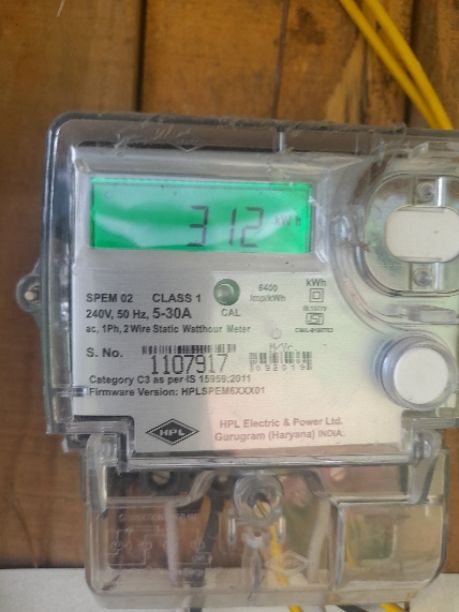 312 kWh
SPEM 02 CLASS 1
240V, 50 Hz, 5-30A
ac, 1Ph, 2 Wire Static Watthour Meter
CAL
6400
Imp/kWh
kWh
S. No.
1107917
Category C3 as per IS 15959:2011
Firmware Version: HPLSPEM6XXX01
HPL
HPL Electric & Power Ltd.
Gurugram (Haryana) INDIA.